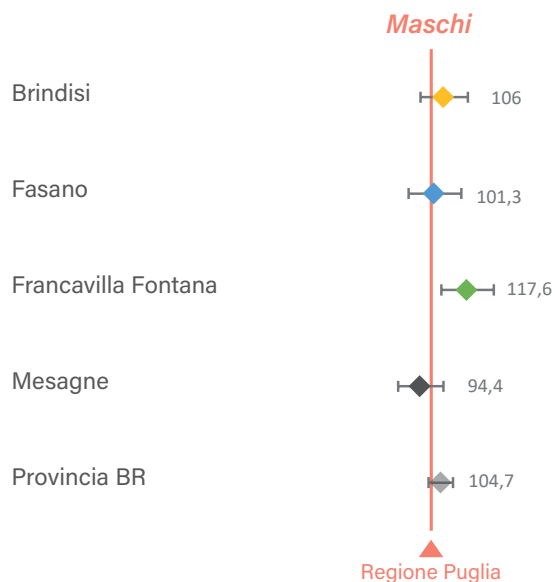 Maschi
Brindisi 106
Fasano 101,3
Francavilla Fontana 117,6
Mesagne 94,4
Provincia BR 104,7
Regione Puglia